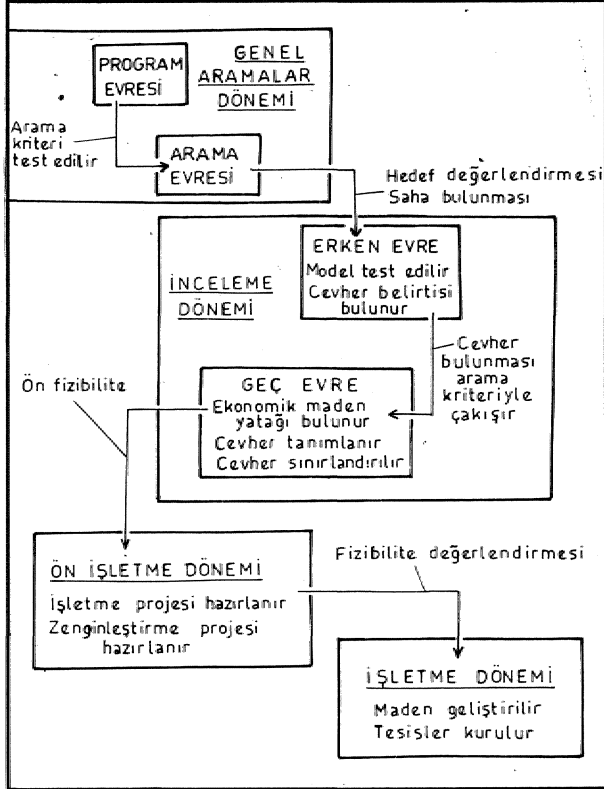 GENEL
ARAMALAR
DÖNEMİ
PROGRAM
EVRESİ
Arama
kriteri
test edilir
ARAMA
EVRESİ
Hedef değerlendirmesi
Saha bulunması
İNCELEME
DÖNEMİ
ERKEN EVRE
Model test edilir
Cevher belirtisi
bulunur
Cevher
bulunması
arama
kriteriyle
çakışır
GEÇ EVRE
Ekonomik maden
yatağı bulunur
Cevher tanımlanır
Cevher sınırlandırılır
Ön fizibilite
ÖN İŞLETME DÖNEMİ
İşletme projesi hazırlanır
Zenginleştirme projesi
hazırlanır
Fizibilite değerlendirmesi
İŞLETME DÖNEMİ
Maden geliştirilir
Tesisler kurulur